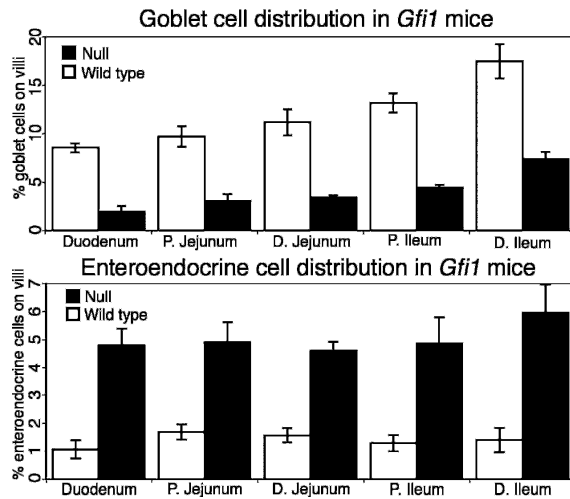 Goblet cell distribution in Gfi1 mice
% goblet cells on villi
20
15
10
5
0
Null
Wild type
Duodenum P. Jejunum D. Jejunum P. Ileum D. Ileum
Enteroendocrine cell distribution in Gfi1 mice
% enteroendocrine cells on villi
7
6
5
4
3
2
1
0
Null
Wild type
Duodenum P. Jejunum D. Jejunum P. Ileum D. Ileum